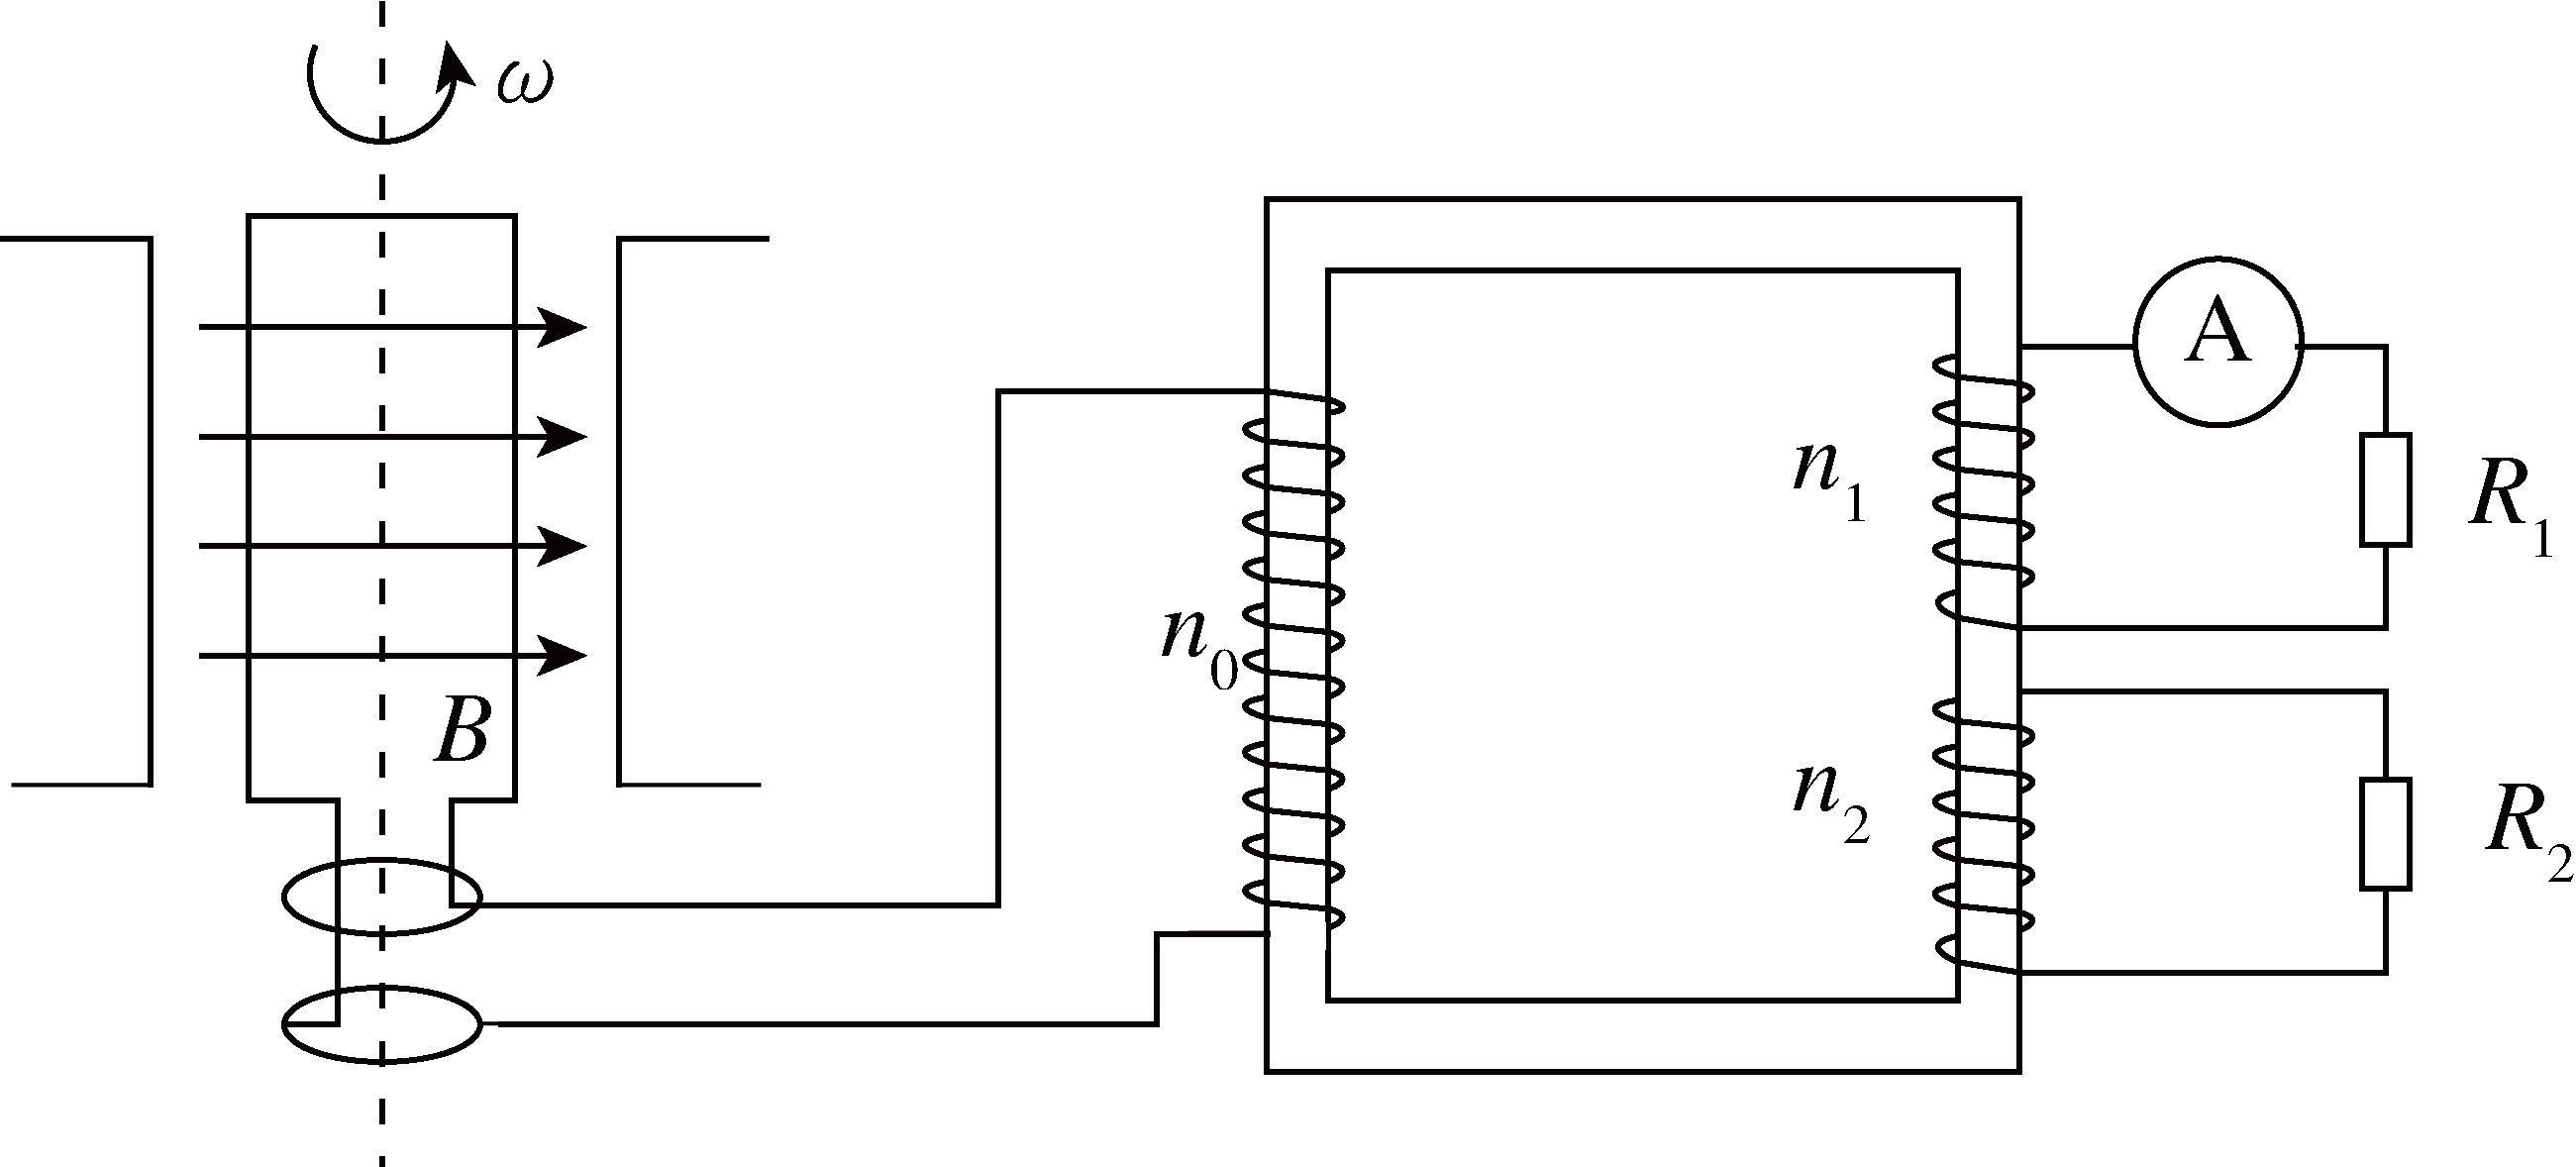 ω
A
n₁
R₁
n₀
B
n₂
R₂